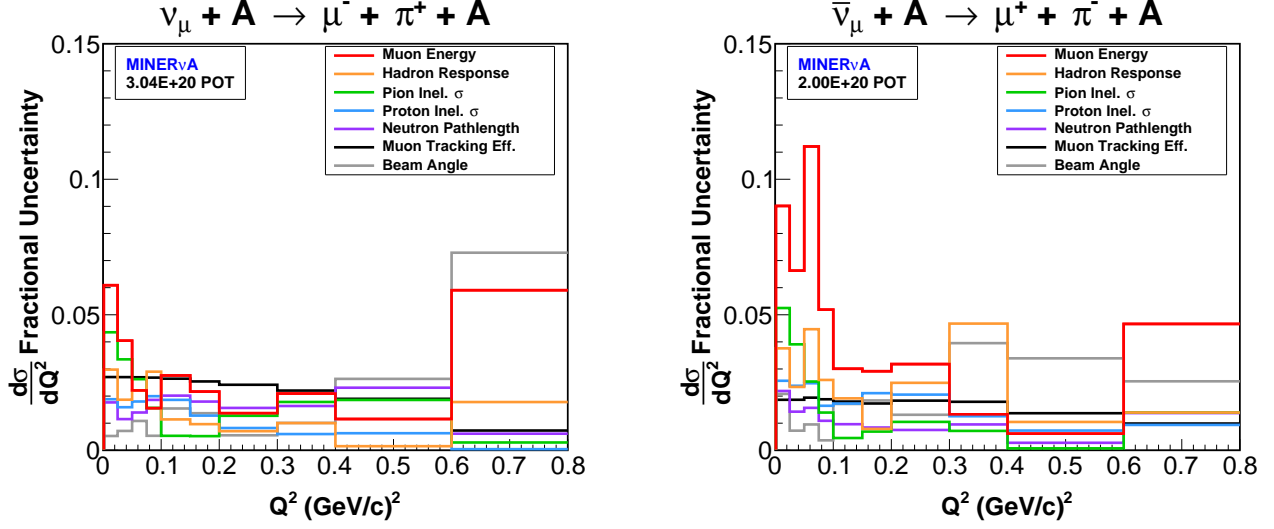 νμ + A → μ- + π+ + A
0.15
0.1
0.05
0
dσ/dQ² Fractional Uncertainty
MINERνA
3.04E+20 POT
Muon Energy
Hadron Response
Pion Inel. σ
Proton Inel. σ
Neutron Pathlength
Muon Tracking Eff.
Beam Angle
0 0.1 0.2 0.3 0.4 0.5 0.6 0.7 0.8
Q² (GeV/c)²
ν̄μ + A → μ+ + π- + A
0.15
0.1
0.05
0
dσ/dQ² Fractional Uncertainty
MINERνA
2.00E+20 POT
Muon Energy
Hadron Response
Pion Inel. σ
Proton Inel. σ
Neutron Pathlength
Muon Tracking Eff.
Beam Angle
0 0.1 0.2 0.3 0.4 0.5 0.6 0.7 0.8
Q² (GeV/c)²